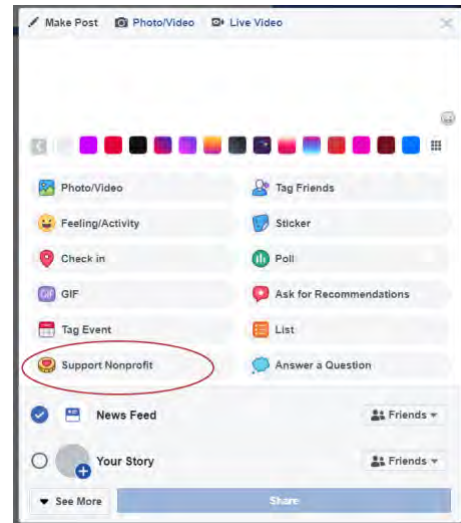 Make Post Photo/Video Live Video
Photo/Video Tag Friends
Feeling/Activity Sticker
Check in Poll
GIF GIF Ask for Recommendations
Tag Event List
Support Nonprofit Answer a Question
News Feed Friends
Your Story Friends
See More Share